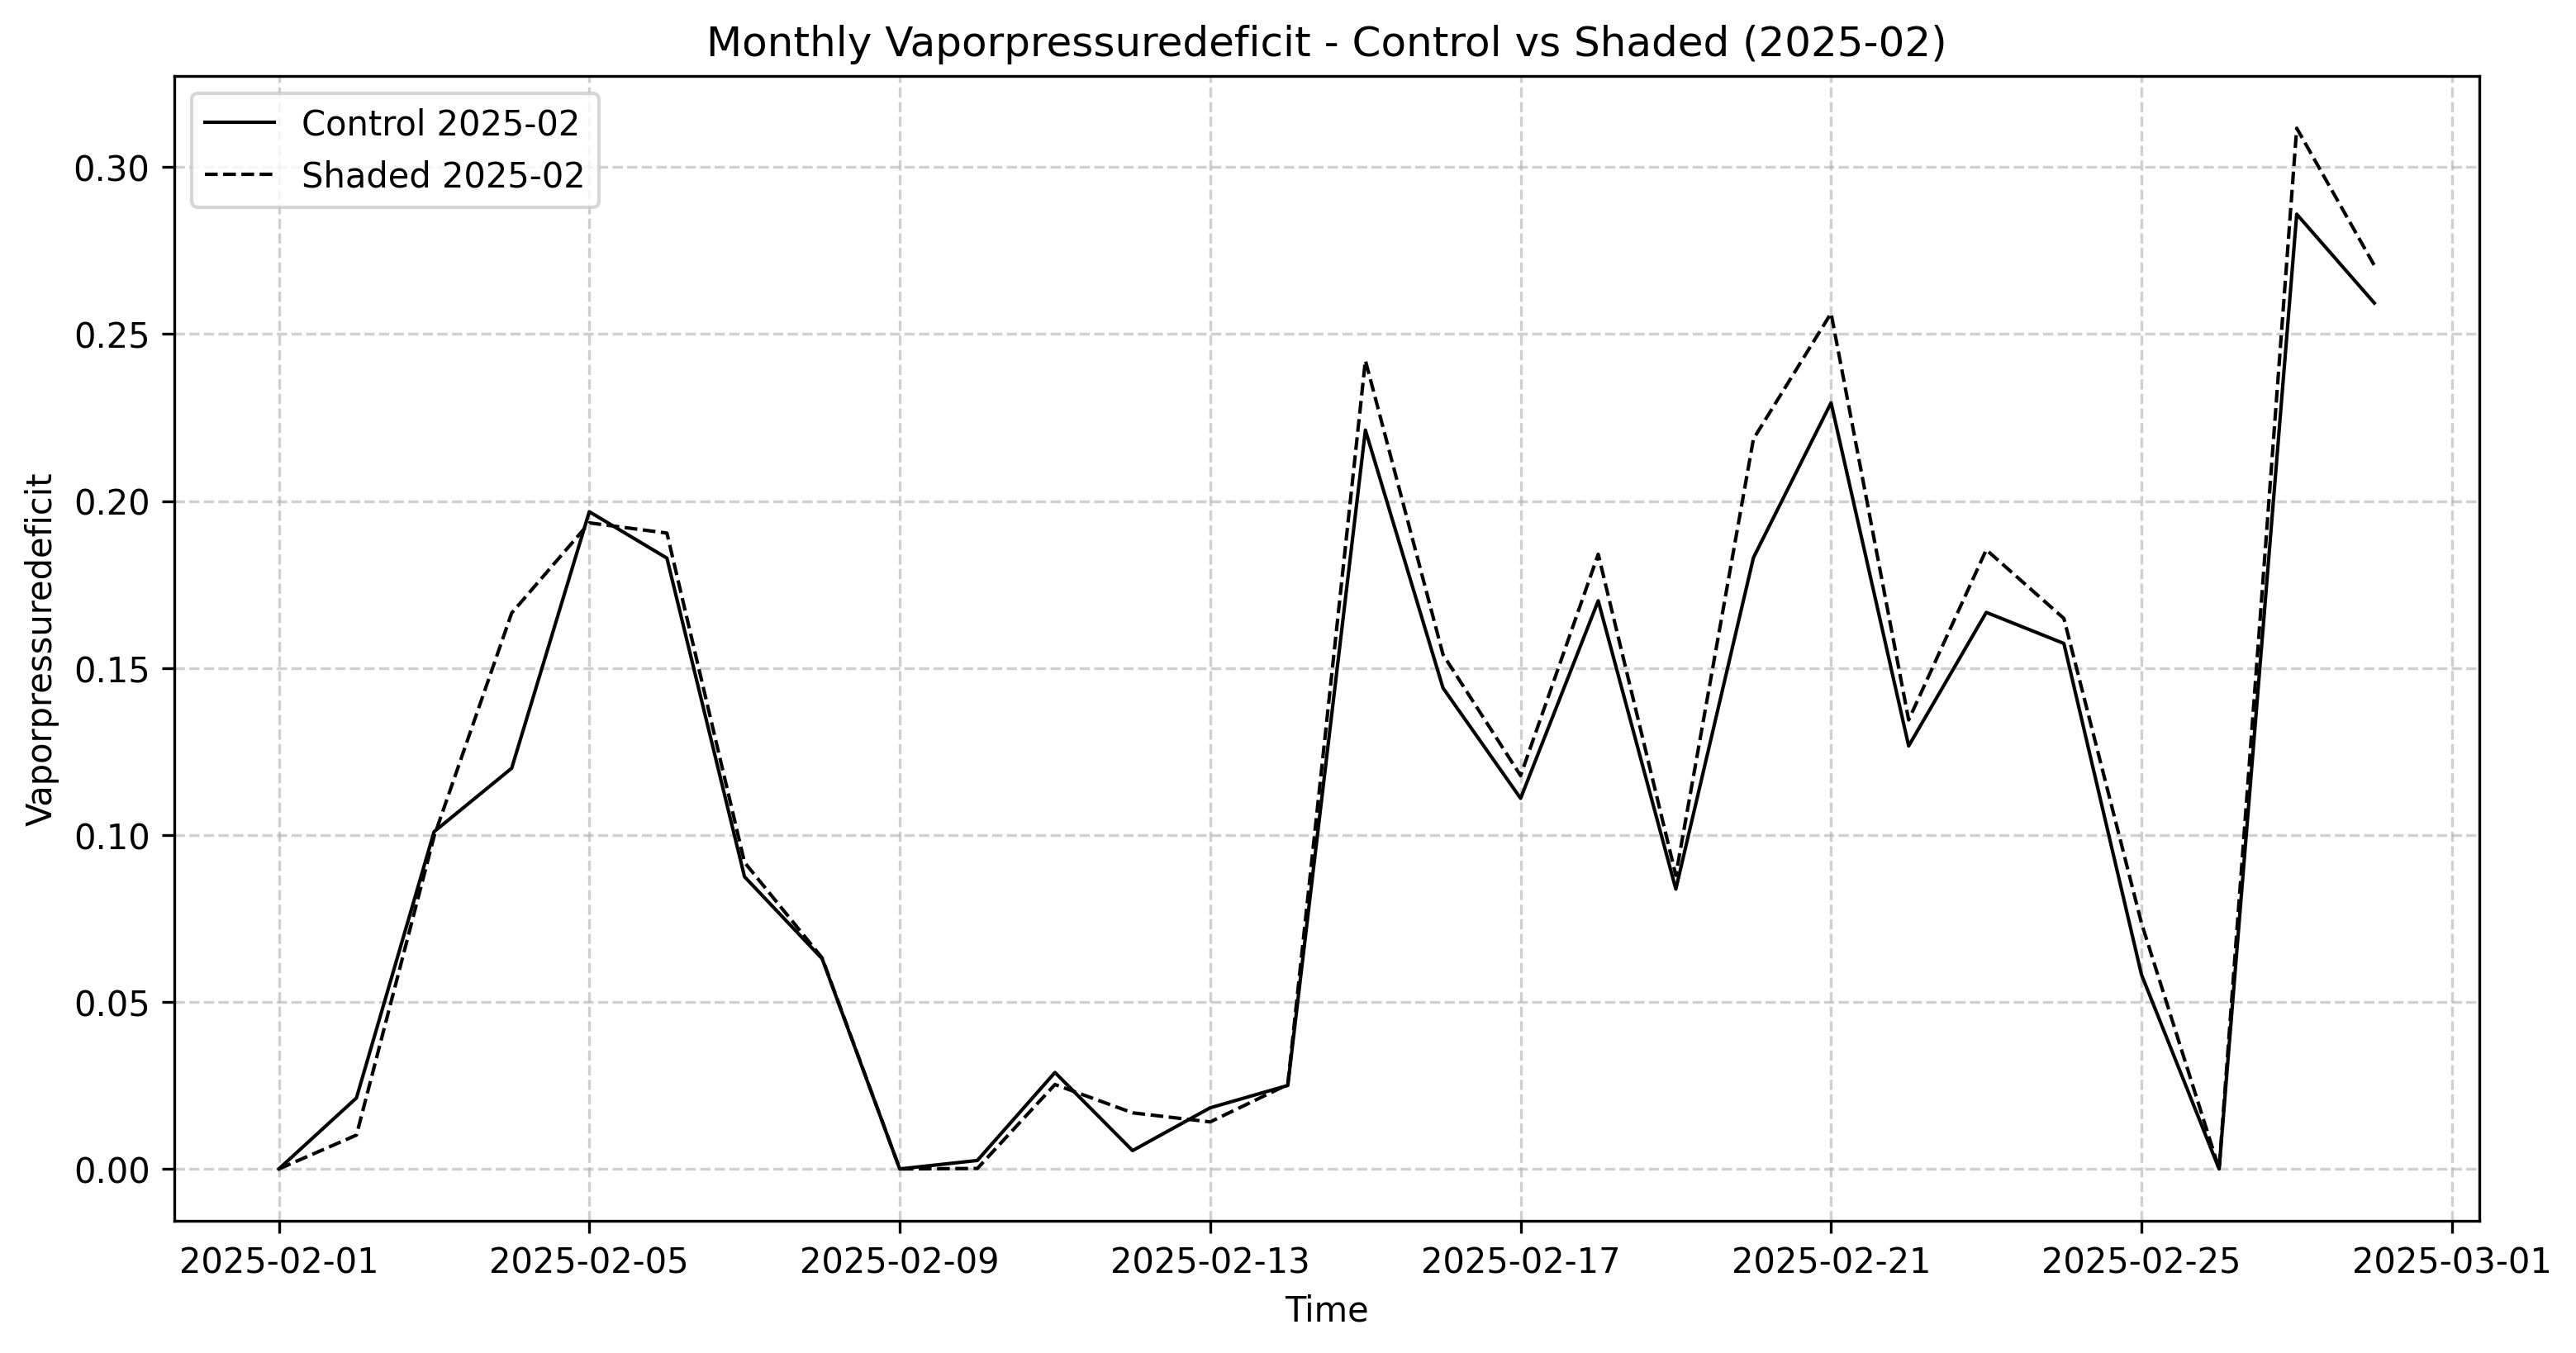 Monthly Vaporpressuredeficit - Control vs Shaded (2025-02)
Control 2025-02
Shaded 2025-02
Vaporpressuredeficit
0.30
0.25
0.20
0.15
0.10
0.05
0.00
2025-02-01 2025-02-05 2025-02-09 2025-02-13 2025-02-17 2025-02-21 2025-02-25 2025-03-01
Time